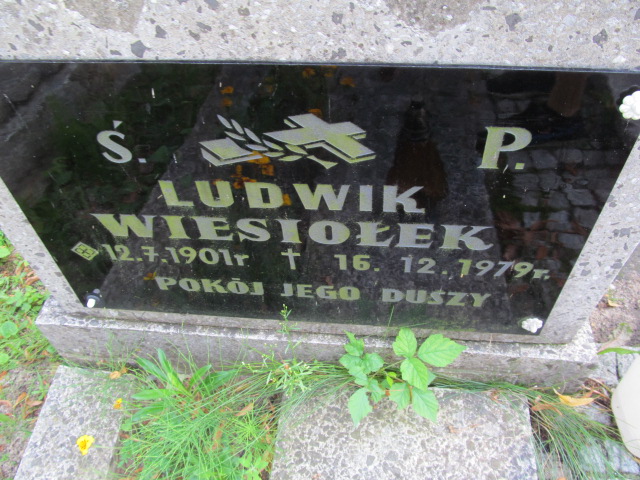 Ś. P.
LUDWIK
WIESIOŁEK
12.7.1901r † 16.12.1979r.
POKÓJ JEGO DUSZY